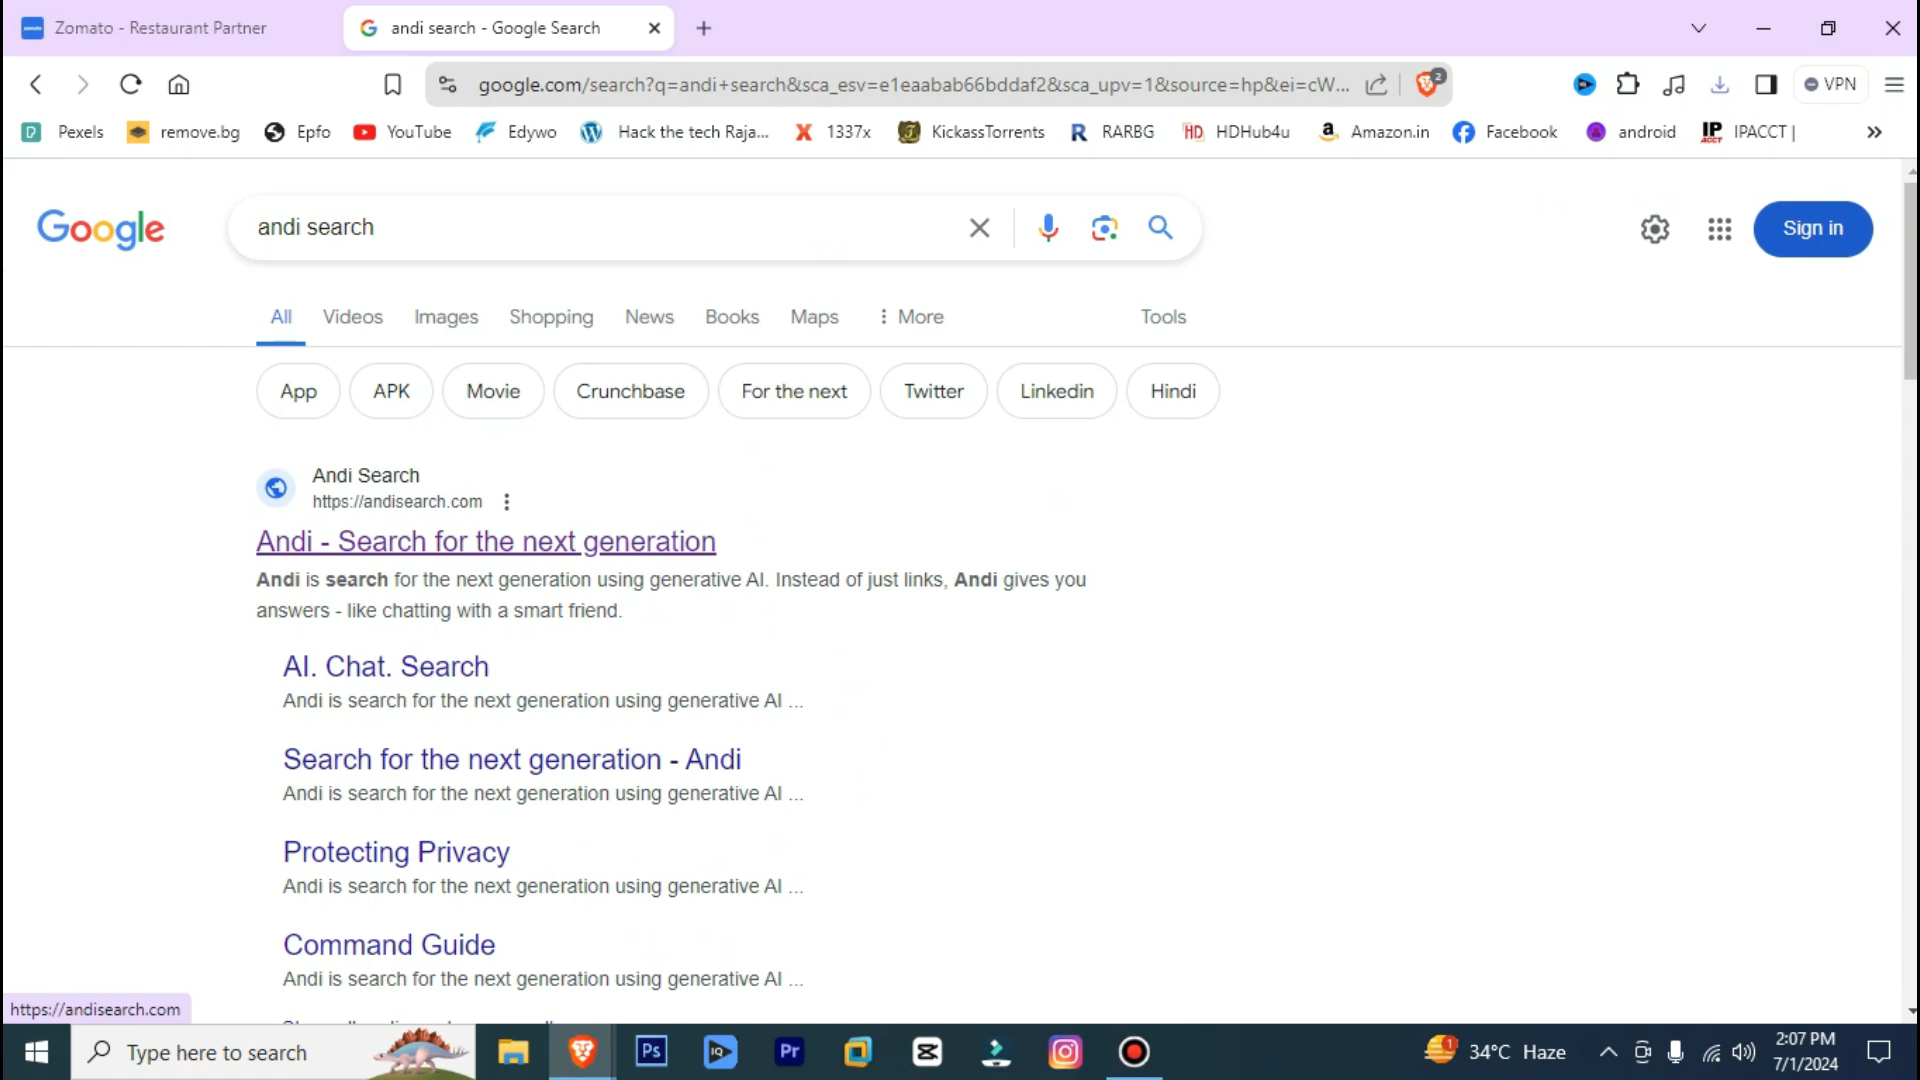 Zomato - Restaurant Partner
andi search - Google Search
google.com/search?q=andi+search&sca_esv=e1eaabab66bddaf2&sca_upv=1&source=hp&ei=cW...
2
VPN
Pexels
remove.bg
Epfo
YouTube
Edywo
Hack the tech Raja...
1337x
KickassTorrents
RARBG
HDHub4u
Amazon.in
Facebook
android
IPACCT |
Google
andi search
Sign in
All
Videos
Images
Shopping
News
Books
Maps
More
Tools
App
APK
Movie
Crunchbase
For the next
Twitter
Linkedin
Hindi
Andi Search
https://andisearch.com
Andi - Search for the next generation
Andi is search for the next generation using generative AI. Instead of just links, Andi gives you
answers - like chatting with a smart friend.
AI. Chat. Search
Andi is search for the next generation using generative AI ...
Search for the next generation - Andi
Andi is search for the next generation using generative AI ...
Protecting Privacy
Andi is search for the next generation using generative AI ...
Command Guide
Andi is search for the next generation using generative AI ...
https://andisearch.com
Type here to search
Ps
IQ
Pr
1
34°C Haze
2:07 PM
7/1/2024